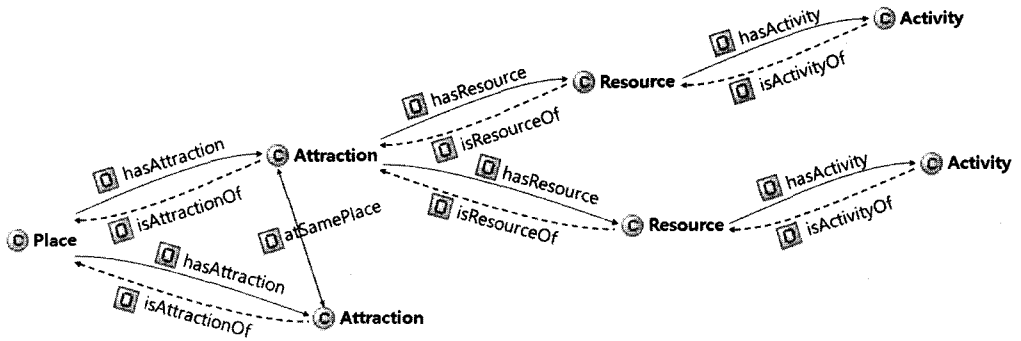 C Activity
O hasActivity
O isActivityOf
O hasResource
C Resource
O isResourceOf
O hasAttraction
C Attraction
O isAttractionOf
O hasResource
O isResourceOf
O hasActivity
C Activity
O isActivityOf
C Resource
O atSamePlace
C Place
O hasAttraction
O isAttractionOf
C Attraction